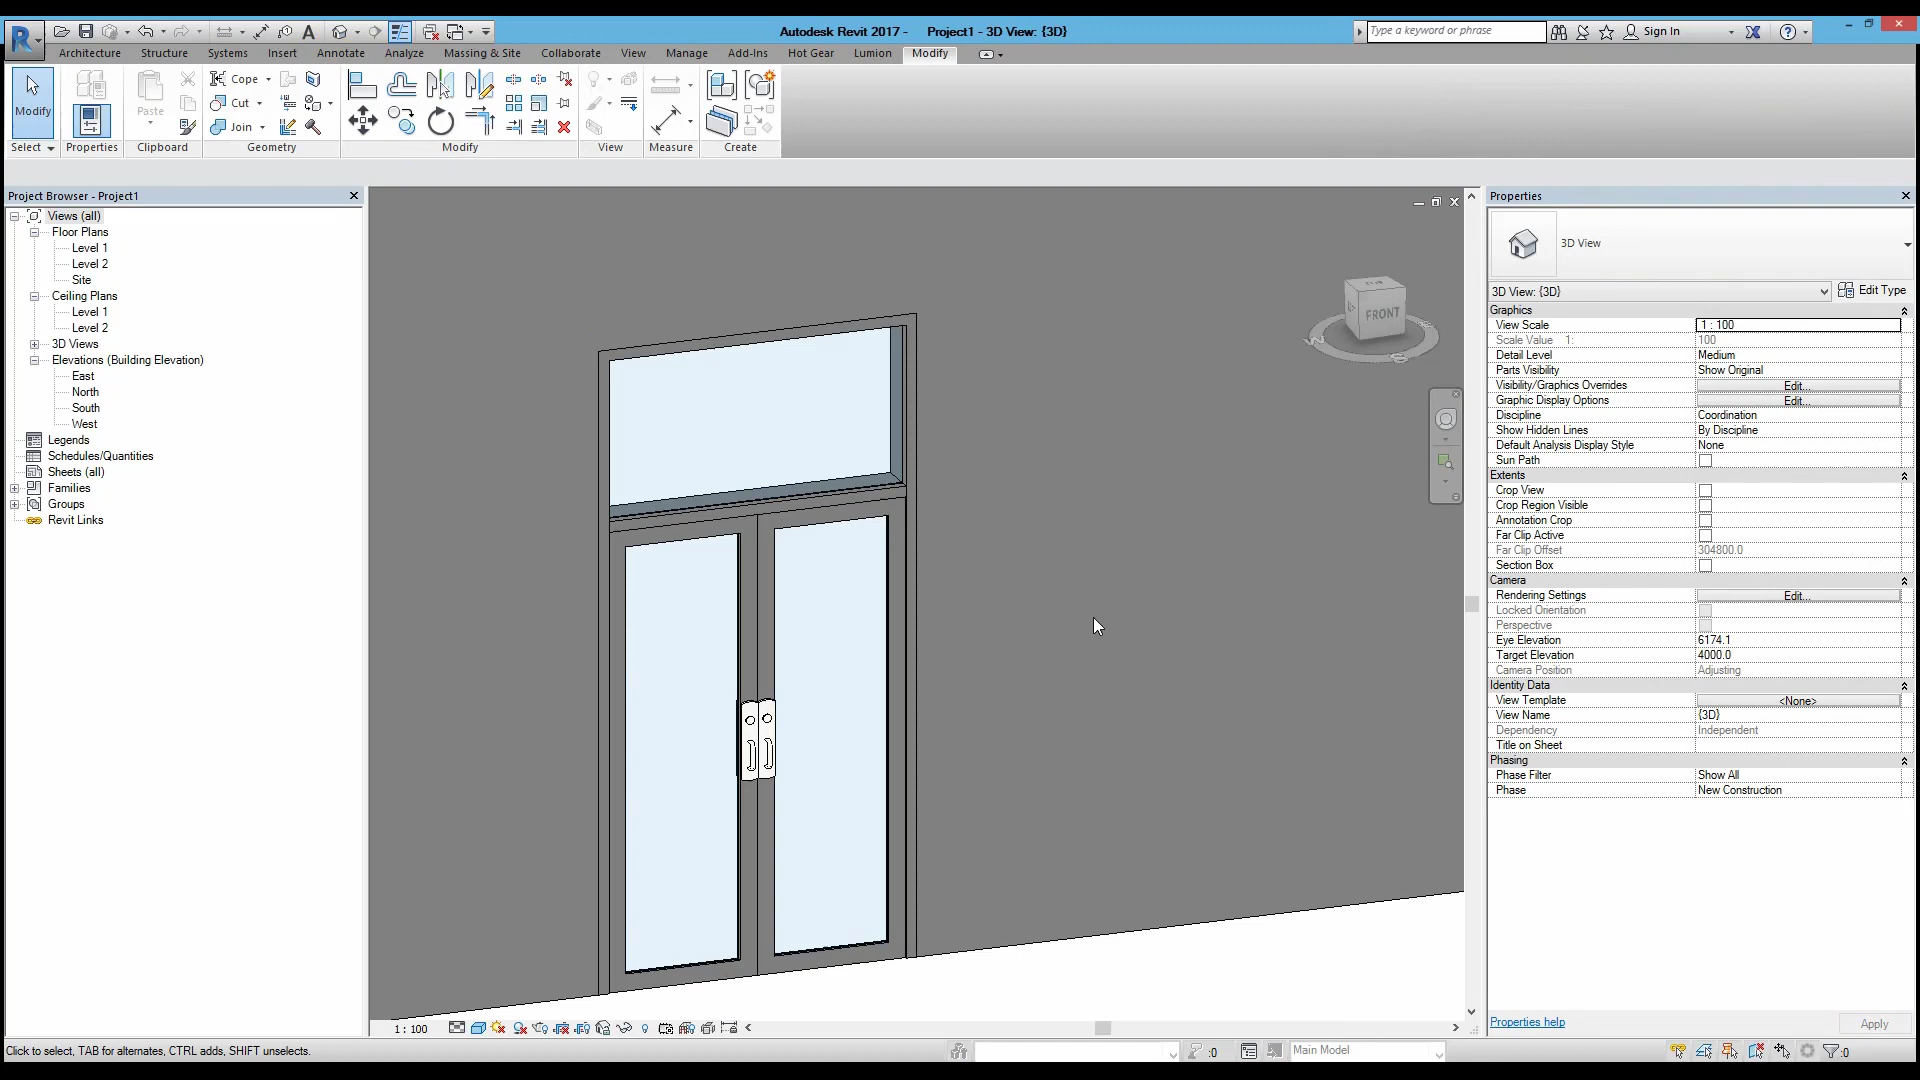 Autodesk Revit 2017 -
Project1 - 3D View: {3D}
Type a keyword or phrase
Sign In
Architecture
Structure
Systems
Insert
Annotate
Analyze
Massing & Site
Collaborate
View
Manage
Add-Ins
Hot Gear
Lumion
Modify
Modify
Paste
Cope
Cut
Join
Select
Properties
Clipboard
Geometry
Modify
View
Measure
Create
Project Browser - Project1
Views (all)
Floor Plans
Level 1
Level 2
Site
Ceiling Plans
Level 1
Level 2
3D Views
Elevations (Building Elevation)
East
North
South
West
Legends
Schedules/Quantities
Sheets (all)
Families
Groups
Revit Links
FRONT
W
S
Properties
3D View
3D View: {3D}
Edit Type
Graphics
View Scale 1 : 100
Scale Value 1: 100
Detail Level Medium
Parts Visibility Show Original
Visibility/Graphics Overrides Edit...
Graphic Display Options Edit...
Discipline Coordination
Show Hidden Lines By Discipline
Default Analysis Display Style None
Sun Path
Extents
Crop View
Crop Region Visible
Annotation Crop
Far Clip Active
Far Clip Offset 304800.0
Section Box
Camera
Rendering Settings Edit...
Locked Orientation
Perspective
Eye Elevation 6174.1
Target Elevation 4000.0
Camera Position Adjusting
Identity Data
View Template <None>
View Name {3D}
Dependency Independent
Title on Sheet
Phasing
Phase Filter Show All
Phase New Construction
Properties help
Apply
1 : 100
Click to select, TAB for alternates, CTRL adds, SHIFT unselects.
:0
Main Model
:0